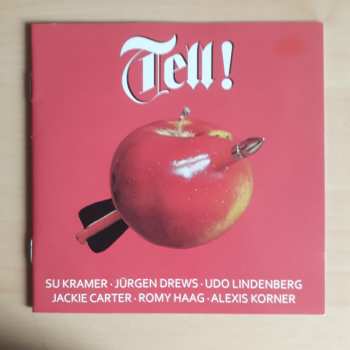 Tell!
SU KRAMER · JÜRGEN DREWS · UDO LINDENBERG
JACKIE CARTER · ROMY HAAG · ALEXIS KORNER